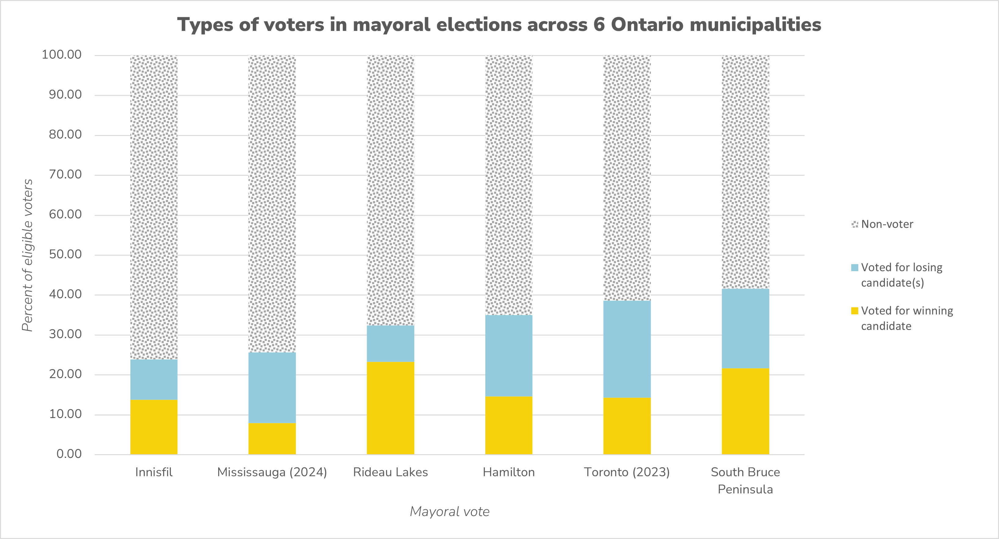 Types of voters in mayoral elections across 6 Ontario municipalities
Percent of eligible voters
100.00
90.00
80.00
70.00
60.00
50.00
40.00
30.00
20.00
10.00
0.00
Innisfil
Mississauga (2024)
Rideau Lakes
Hamilton
Toronto (2023)
South Bruce
Peninsula
Mayoral vote
Non-voter
Voted for losing
candidate(s)
Voted for winning
candidate